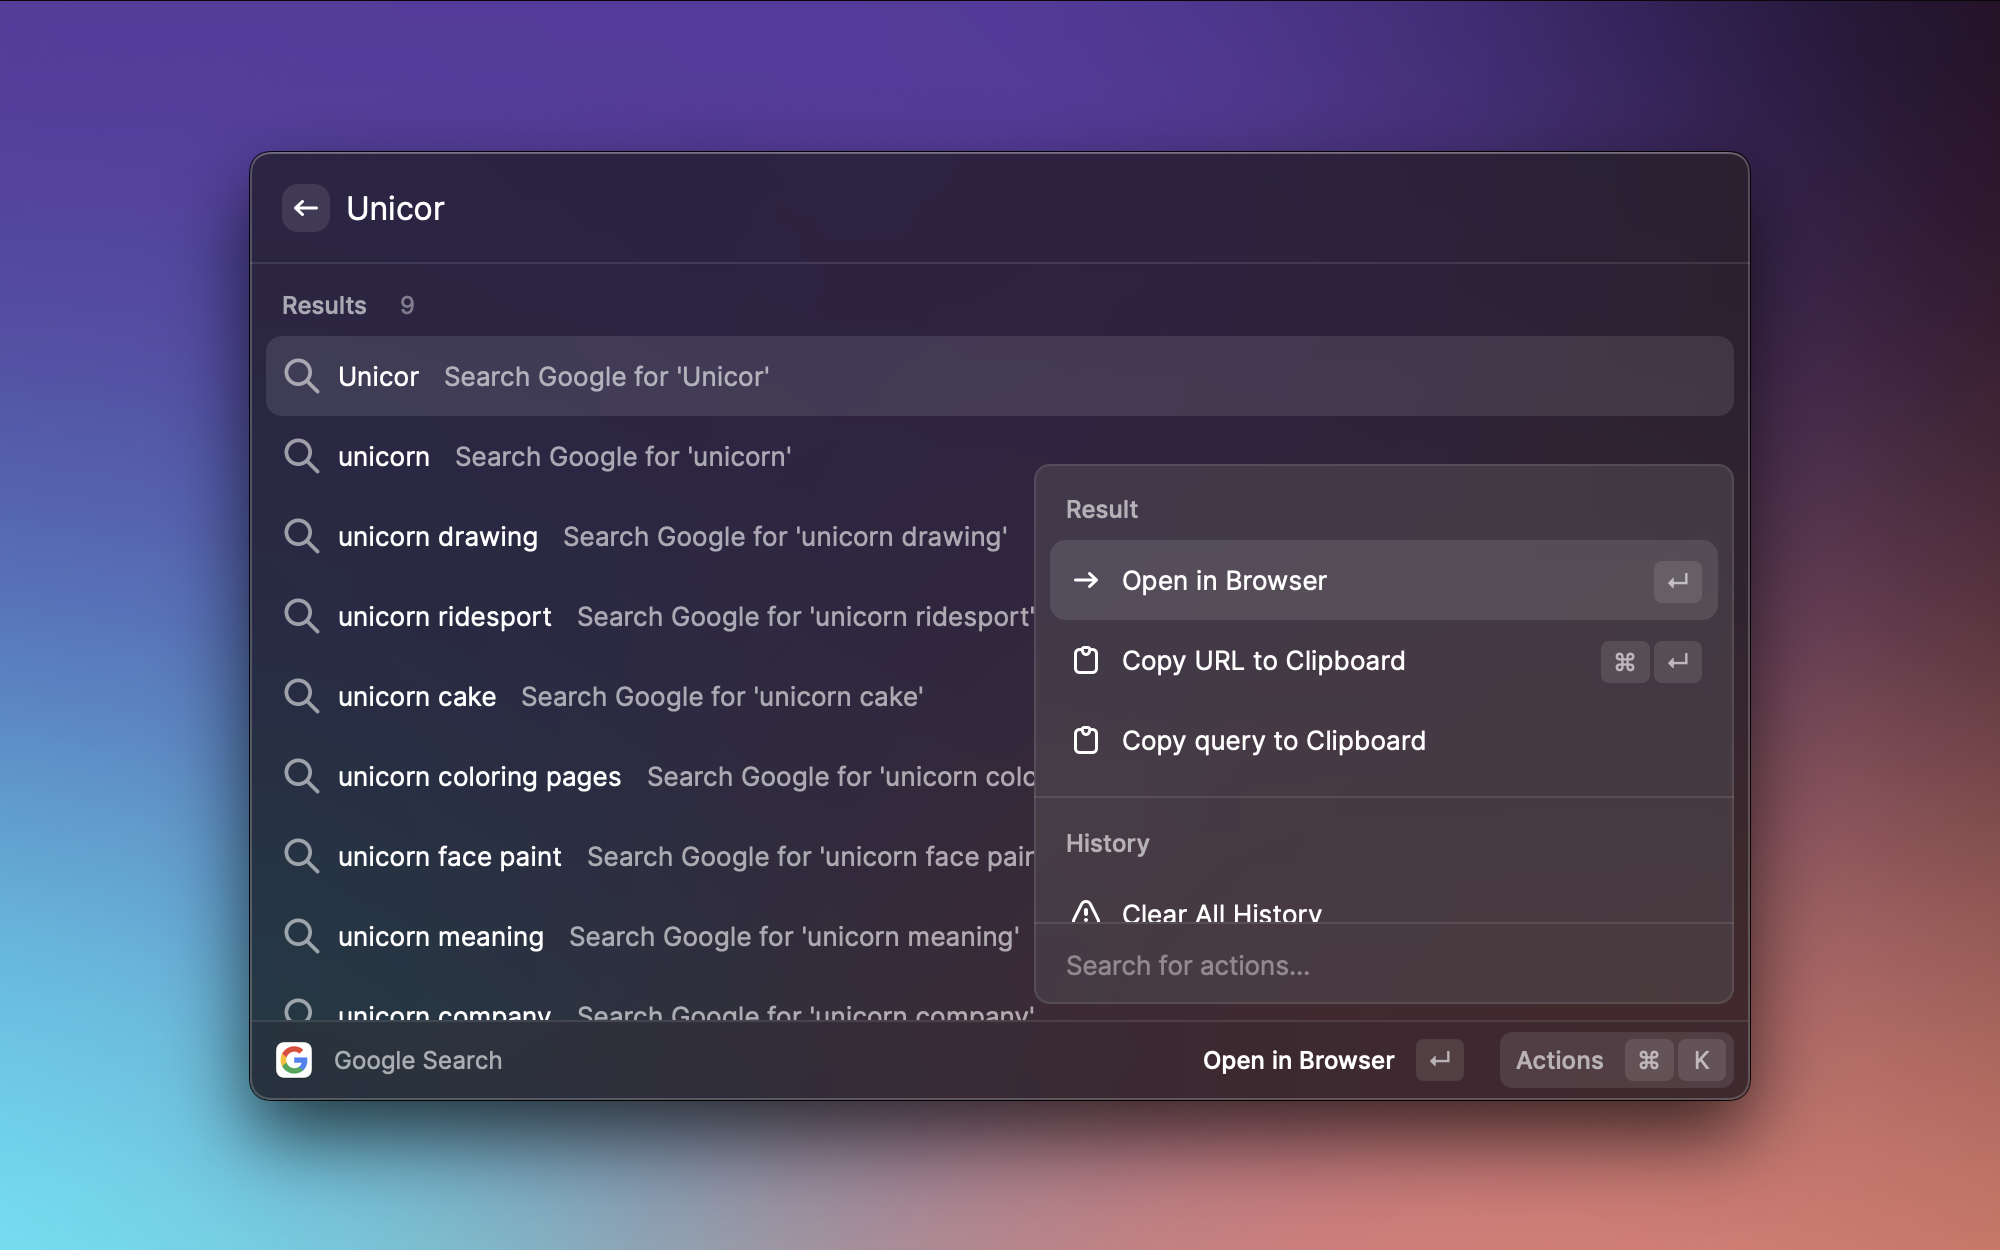 Unicor
Results 9
Unicor Search Google for 'Unicor'
unicorn Search Google for 'unicorn'
unicorn drawing Search Google for 'unicorn drawing'
unicorn ridesport Search Google for 'unicorn ridesport'
unicorn cake Search Google for 'unicorn cake'
unicorn coloring pages Search Google for 'unicorn colo
unicorn face paint Search Google for 'unicorn face pain
unicorn meaning Search Google for 'unicorn meaning'
unicorn company Search Google for 'unicorn company'
Result
Open in Browser ↵
Copy URL to Clipboard ⌘ ↵
Copy query to Clipboard
History
Clear All History
Search for actions...
Google Search
Open in Browser ↵
Actions ⌘ K